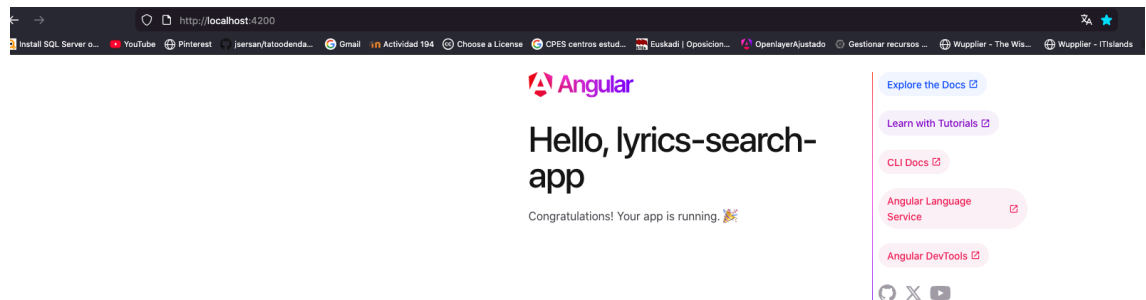 http://localhost:4200
Install SQL Server o...
YouTube
Pinterest
jsersan/tatoodenda...
Gmail
Actividad 194
Choose a License
CPES centros estud...
Euskadi | Oposicion...
OpenlayerAjustado
Gestionar recursos ...
Wupplier - The Wis...
Wupplier - ITIslands
Angular
Hello, lyrics-search-
app
Congratulations! Your app is running. 🎉
Explore the Docs
Learn with Tutorials
CLI Docs
Angular Language
Service
Angular DevTools